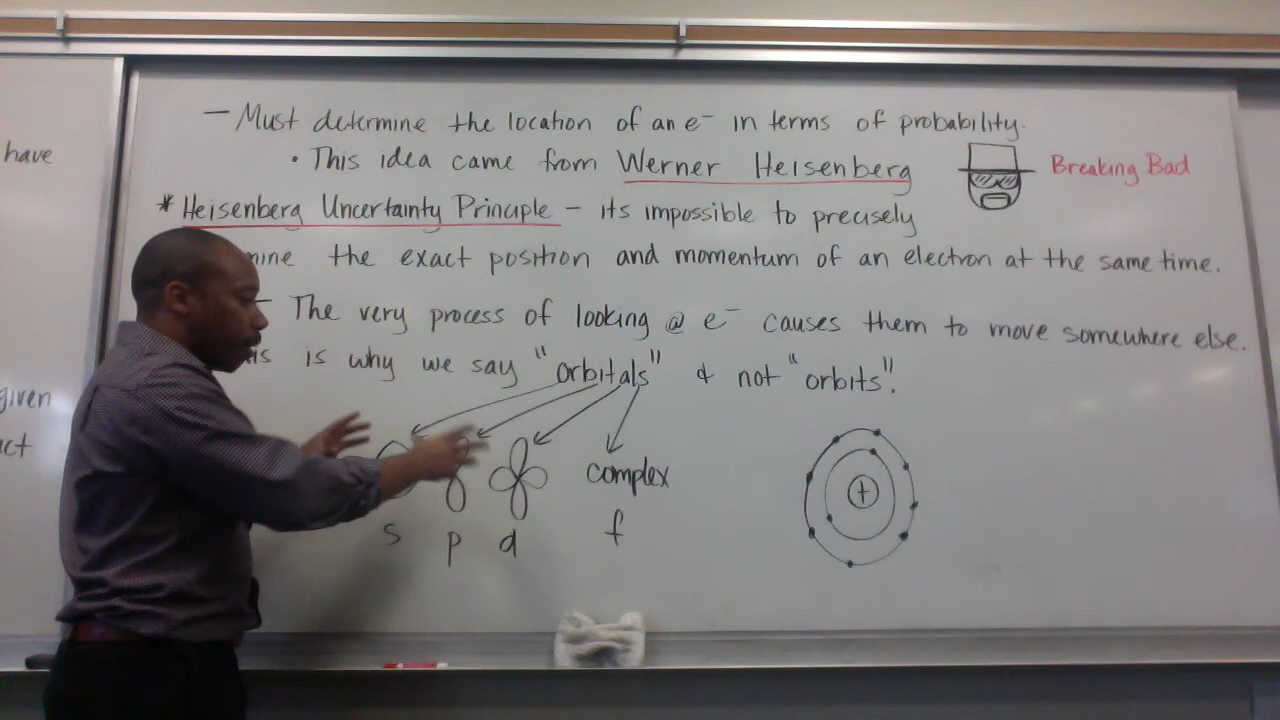 — Must determine the location of an e⁻ in terms of probability.
have
• This idea came from Werner Heisenberg
Breaking Bad
* Heisenberg Uncertainty Principle – its impossible to precisely
mine the exact position and momentum of an electron at the same time.
– The very process of looking @ e⁻ causes them to move somewhere else.
is is why we say "orbitals" & not "orbits".
given
complex
+
s p d f